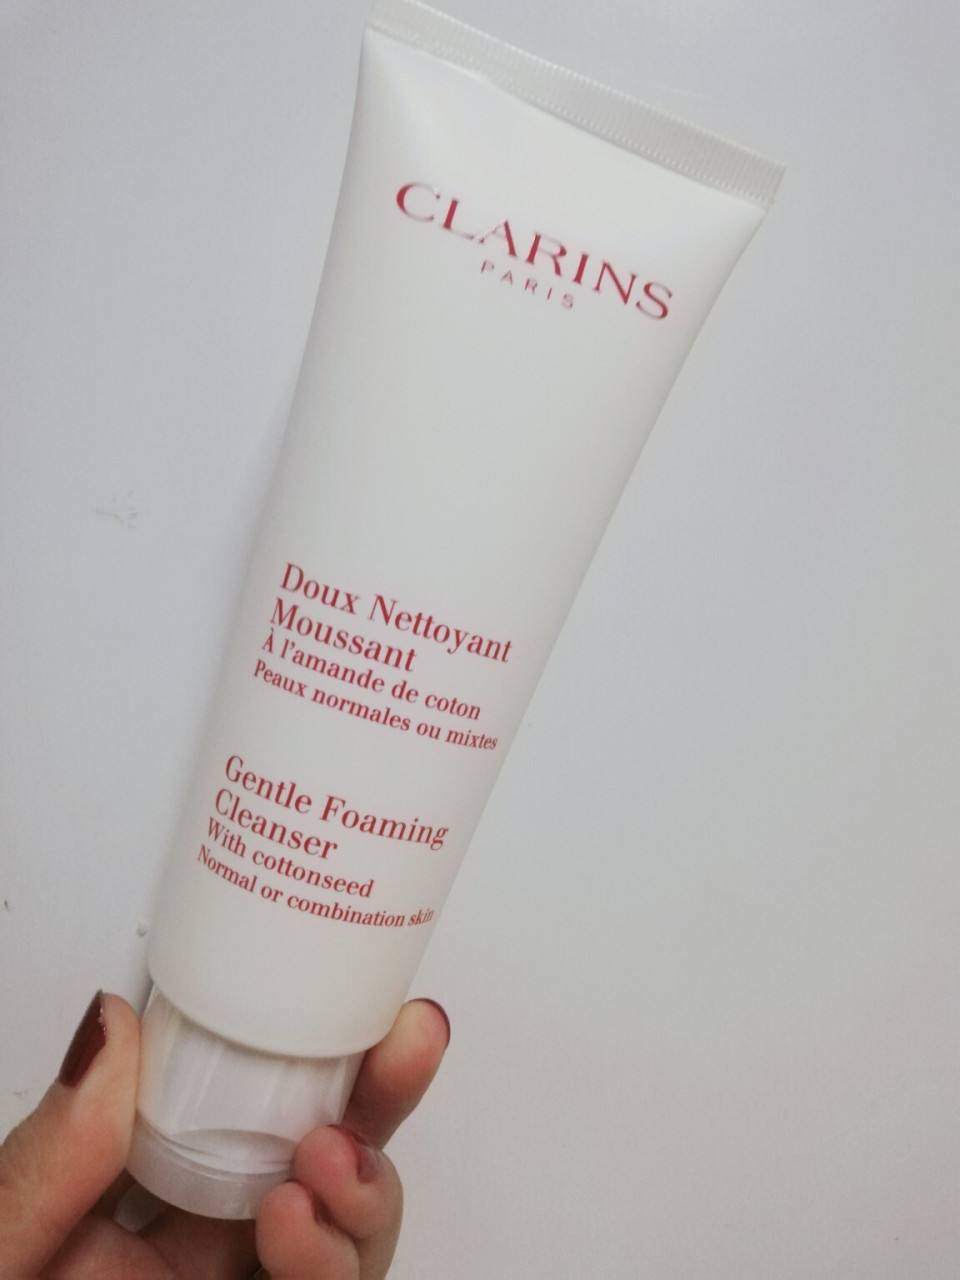 CLARINS
PARIS
Doux Nettoyant
Moussant
À l'amande de coton
Peaux normales ou mixtes
Gentle Foaming
Cleanser
With cottonseed
Normal or combination skin